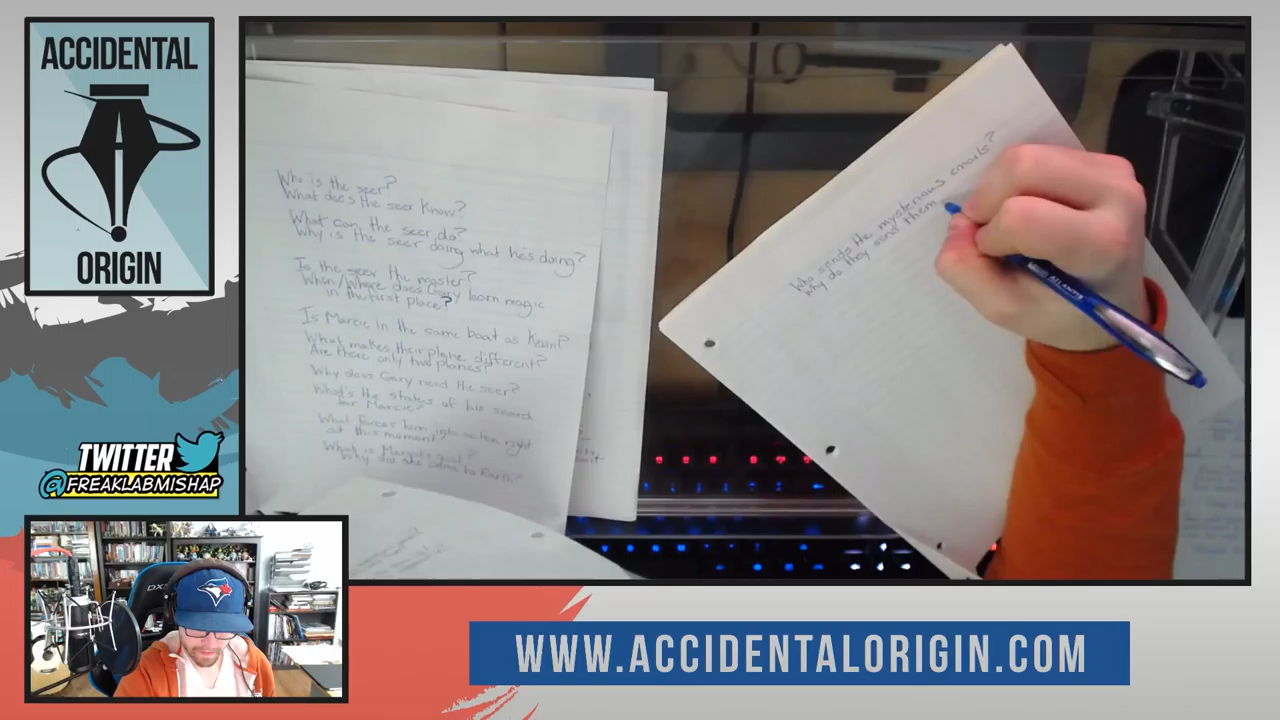 ACCIDENTAL
ORIGIN
TWITTER
@FREAKLABMISHAP
Who is the seer?
What does the seer know?
What can the seer do?
Why is the seer doing what he's doing?
Is the seer the master?
When/Where does Gary learn magic
in the first place?
Is Marcie in the same boat as Kevin?
What makes their plane different?
Are there only two planes?
Why does Gary need the seer?
What's the stakes of his search
for Marcie?
What forces him into action right
at this moment
What is Margo's goal?
Why did she come to Earth?
Who sends the mysterious emails?
Why do they send them
ATLANTIS
DX
WWW.ACCIDENTALORIGIN.COM